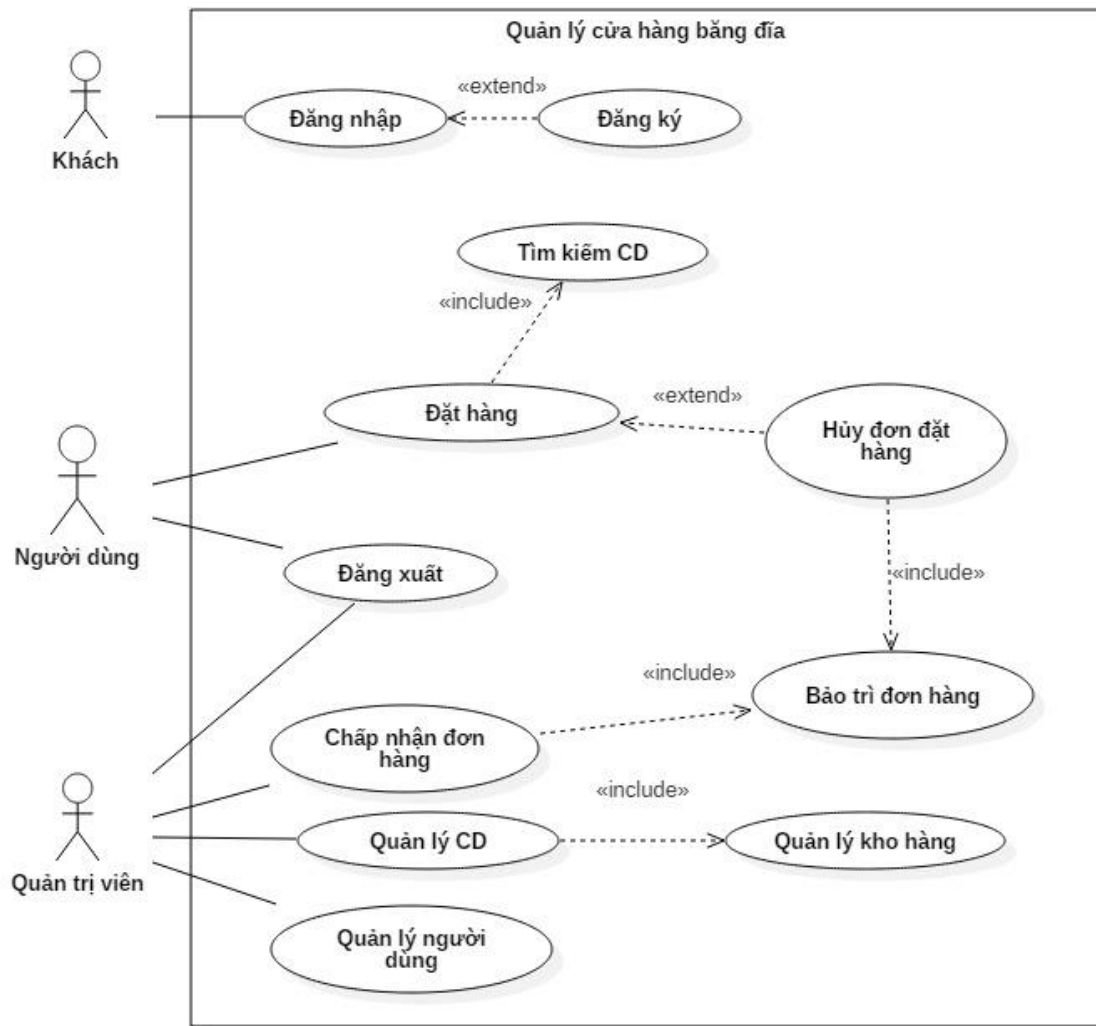 Quản lý cửa hàng băng đĩa
«extend»
Đăng nhập
Đăng ký
Khách
Tìm kiếm CD
«include»
Đặt hàng
«extend»
Hủy đơn đặt
hàng
Người dùng
Đăng xuất
«include»
«include»
Bảo trì đơn hàng
Chấp nhận đơn
hàng
«include»
Quản lý CD
Quản lý kho hàng
Quản trị viên
Quản lý người
dùng